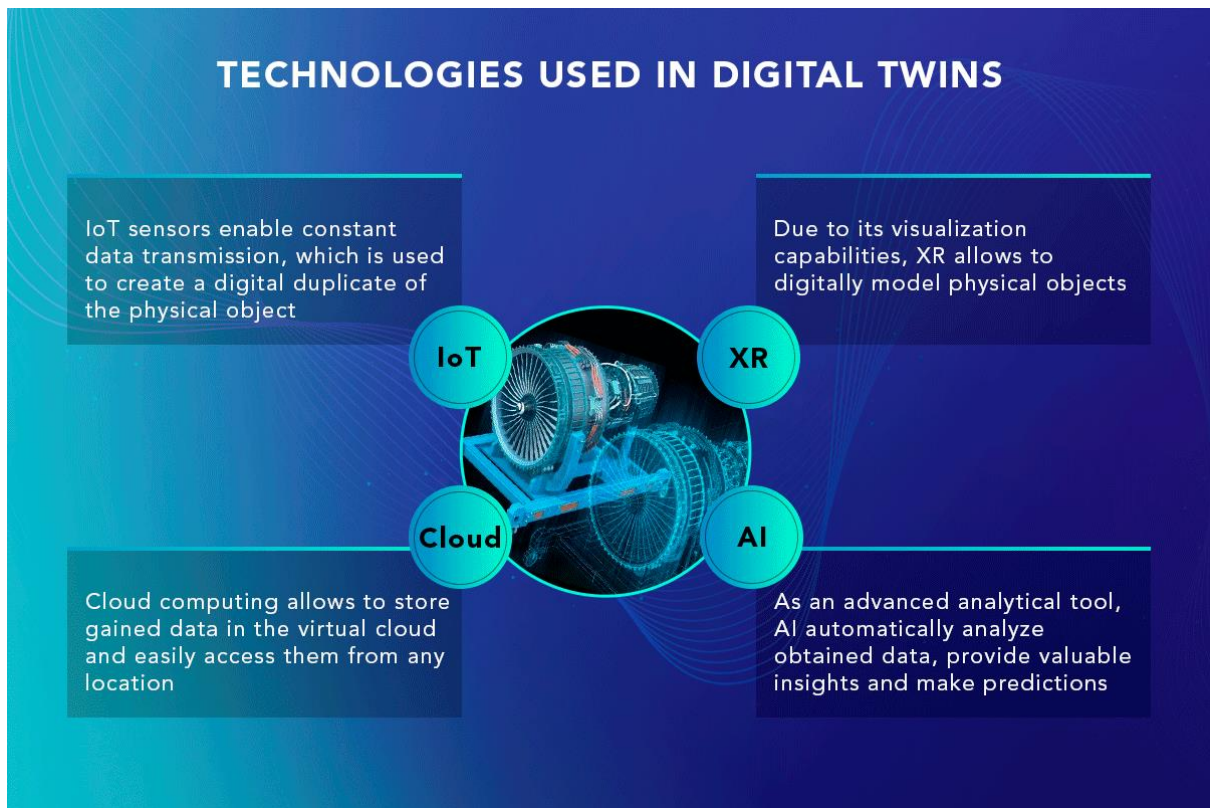 TECHNOLOGIES USED IN DIGITAL TWINS
IoT sensors enable constant
data transmission, which is used
to create a digital duplicate of
the physical object
IoT
Due to its visualization
capabilities, XR allows to
digitally model physical objects
XR
Cloud
Cloud computing allows to store
gained data in the virtual cloud
and easily access them from any
location
AI
As an advanced analytical tool,
AI automatically analyze
obtained data, provide valuable
insights and make predictions